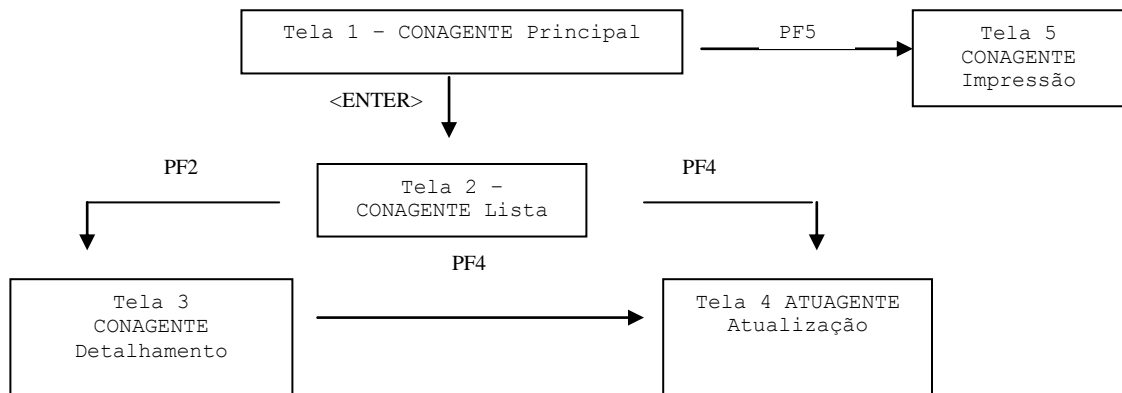 Tela 1 – CONAGENTE Principal
PF5
Tela 5
CONAGENTE
Impressão
<ENTER>
PF2
Tela 2 –
CONAGENTE Lista
PF4
PF4
Tela 3
CONAGENTE
Detalhamento
Tela 4 ATUAGENTE
Atualização